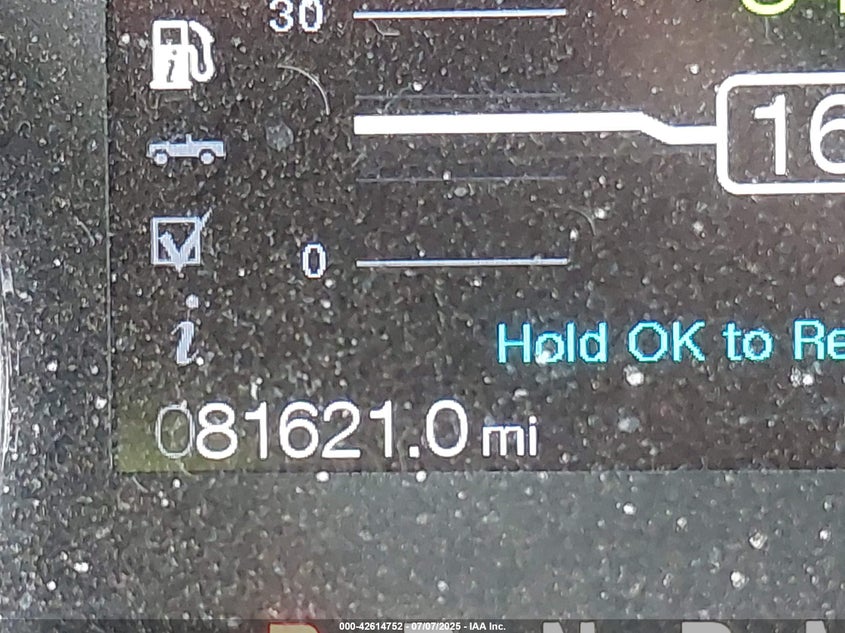 30
16
0
Hold OK to Re
081621.0 mi
000-42614752 - 07/07/2025 - IAA Inc.